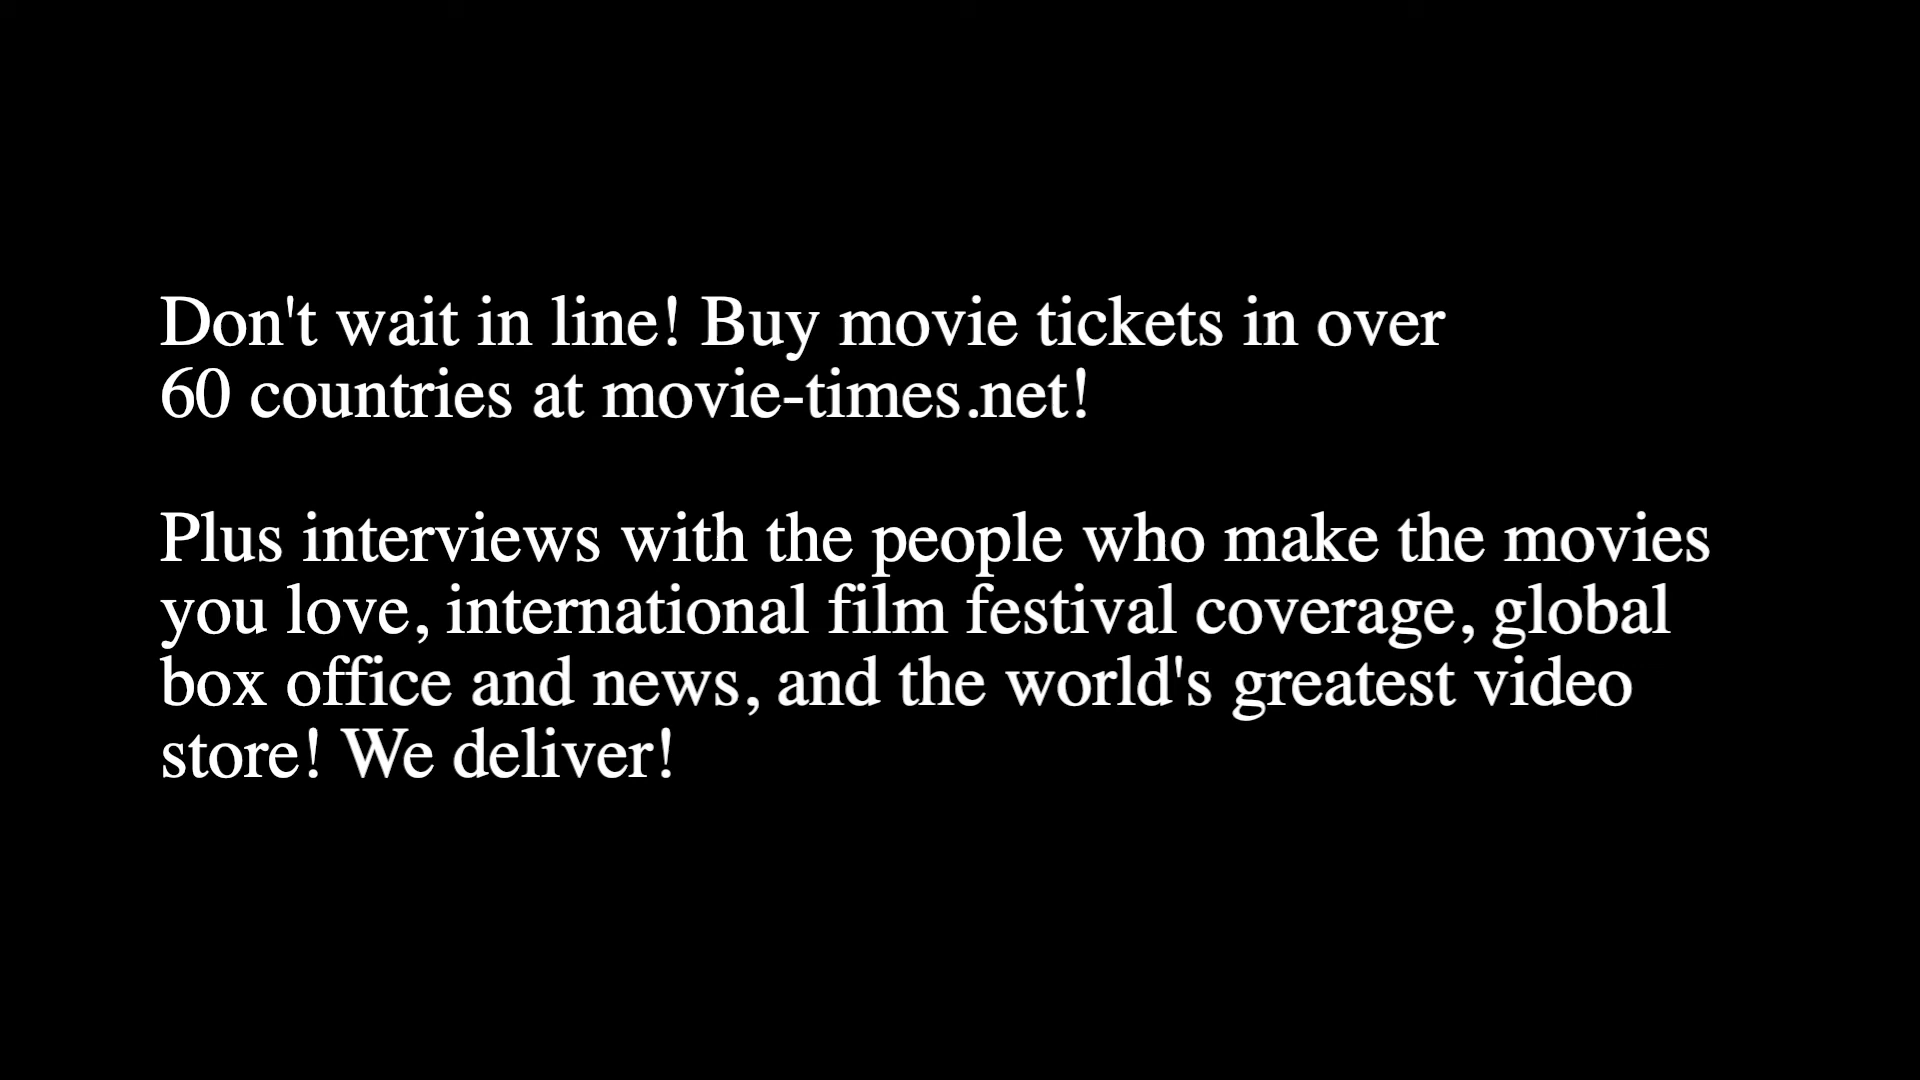 Don't wait in line! Buy movie tickets in over
60 countries at movie-times.net!
Plus interviews with the people who make the movies
you love, international film festival coverage, global
box office and news, and the world's greatest video
store! We deliver!